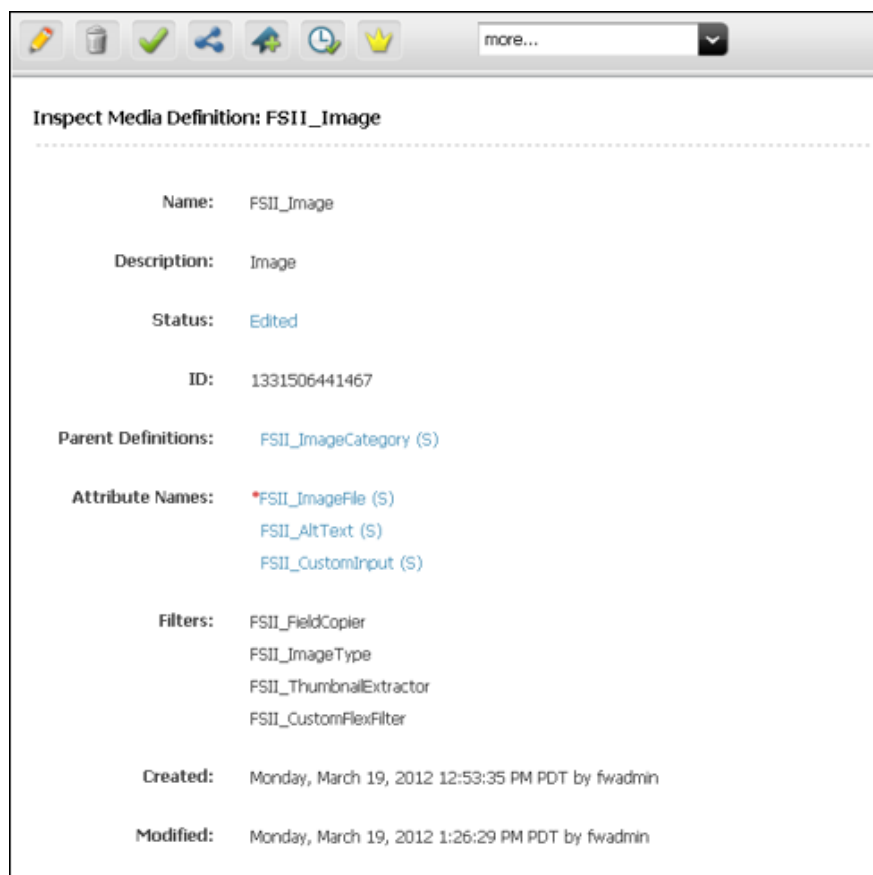 more...
Inspect Media Definition: FSII_Image
Name: FSII_Image
Description: Image
Status: Edited
ID: 1331506441467
Parent Definitions: FSII_ImageCategory (S)
Attribute Names: *FSII_ImageFile (S)
FSII_AltText (S)
FSII_CustomInput (S)
Filters: FSII_FieldCopier
FSII_ImageType
FSII_ThumbnailExtractor
FSII_CustomFlexFilter
Created: Monday, March 19, 2012 12:53:35 PM PDT by fwadmin
Modified: Monday, March 19, 2012 1:26:29 PM PDT by fwadmin